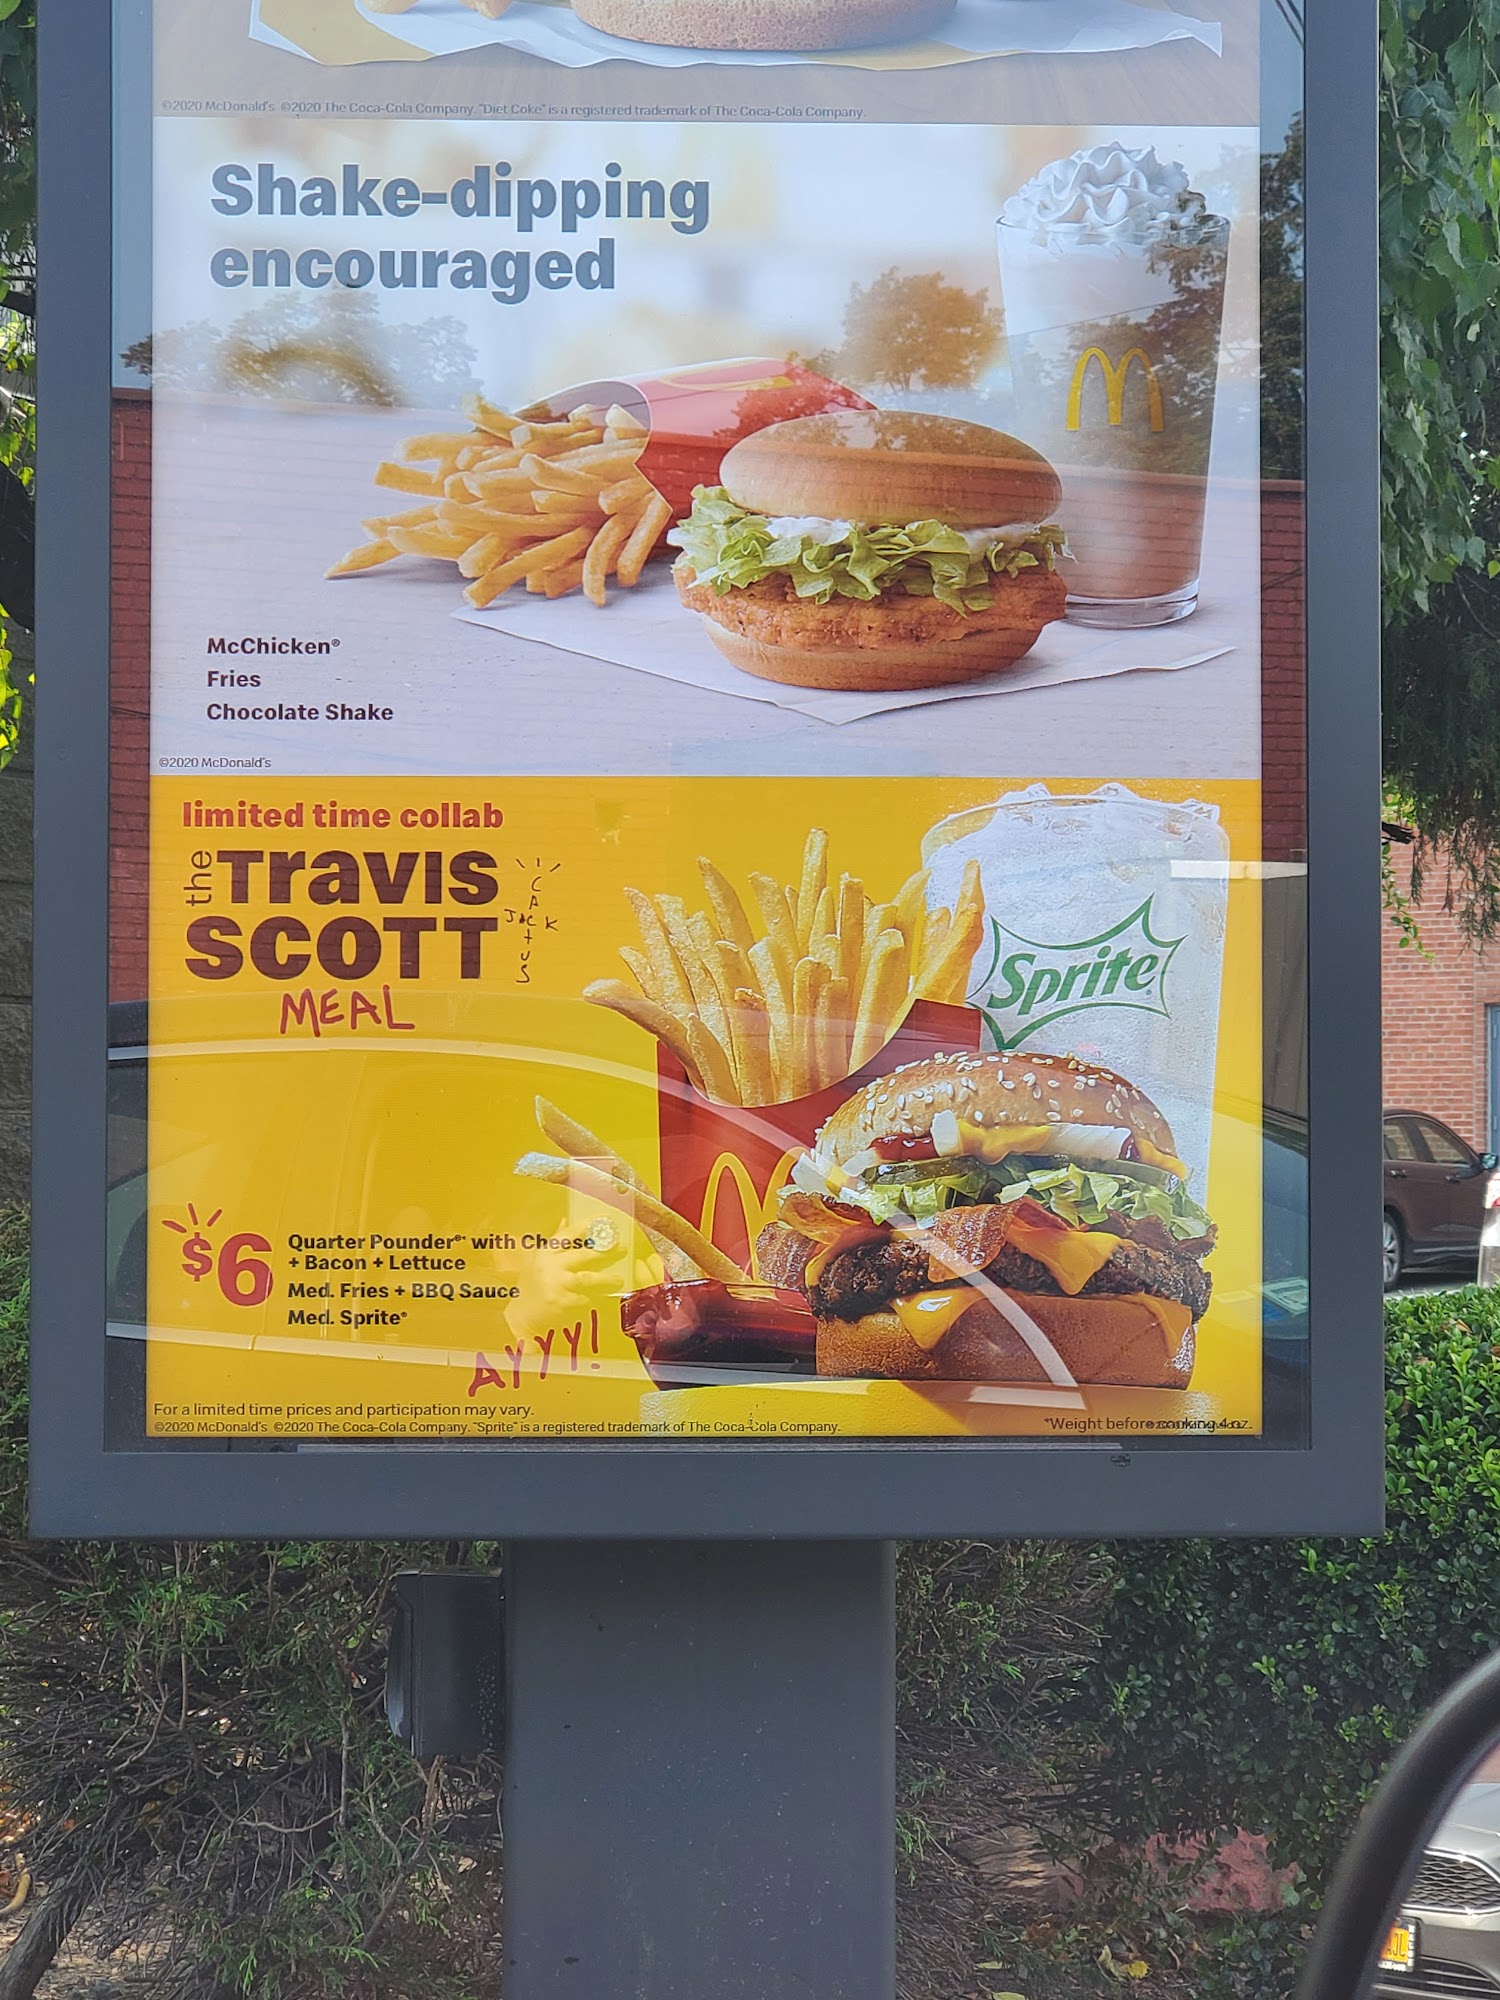 ©2020 McDonald's ©2020 The Coca-Cola Company. "Diet Coke" is a registered trademark of The Coca-Cola Company.
Shake-dipping
encouraged
McChicken®
Fries
Chocolate Shake
©2020 McDonald's
limited time collab
the Travis
SCOTT
MEAL
CACTUS
JACK
Sprite
$6
Quarter Pounder®* with Cheese
+ Bacon + Lettuce
Med. Fries + BBQ Sauce
Med. Sprite®
AYYY!
For a limited time prices and participation may vary.
©2020 McDonald's ©2020 The Coca-Cola Company. "Sprite" is a registered trademark of The Coca-Cola Company.
*Weight before cooking 4 oz.